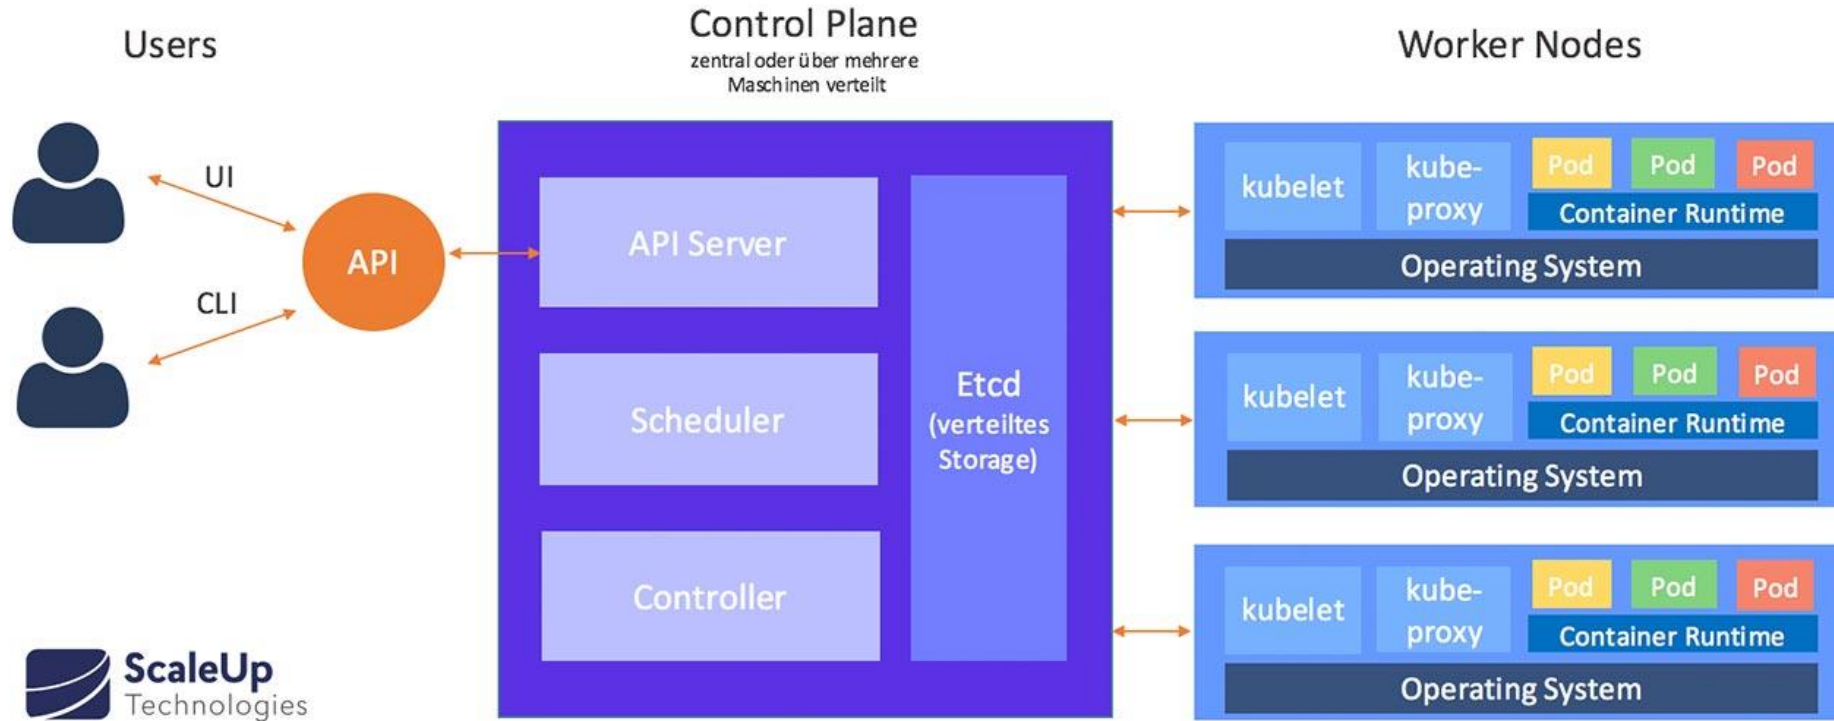 Users
Control Plane
zentral oder über mehrere
Maschinen verteilt
Worker Nodes
UI
CLI
API
API Server
Scheduler
Controller
Etcd
(verteiltes
Storage)
kubelet
kube-
proxy
Pod
Pod
Pod
Container Runtime
Operating System
kubelet
kube-
proxy
Pod
Pod
Pod
Container Runtime
Operating System
kubelet
kube-
proxy
Pod
Pod
Pod
Container Runtime
Operating System
ScaleUp
Technologies